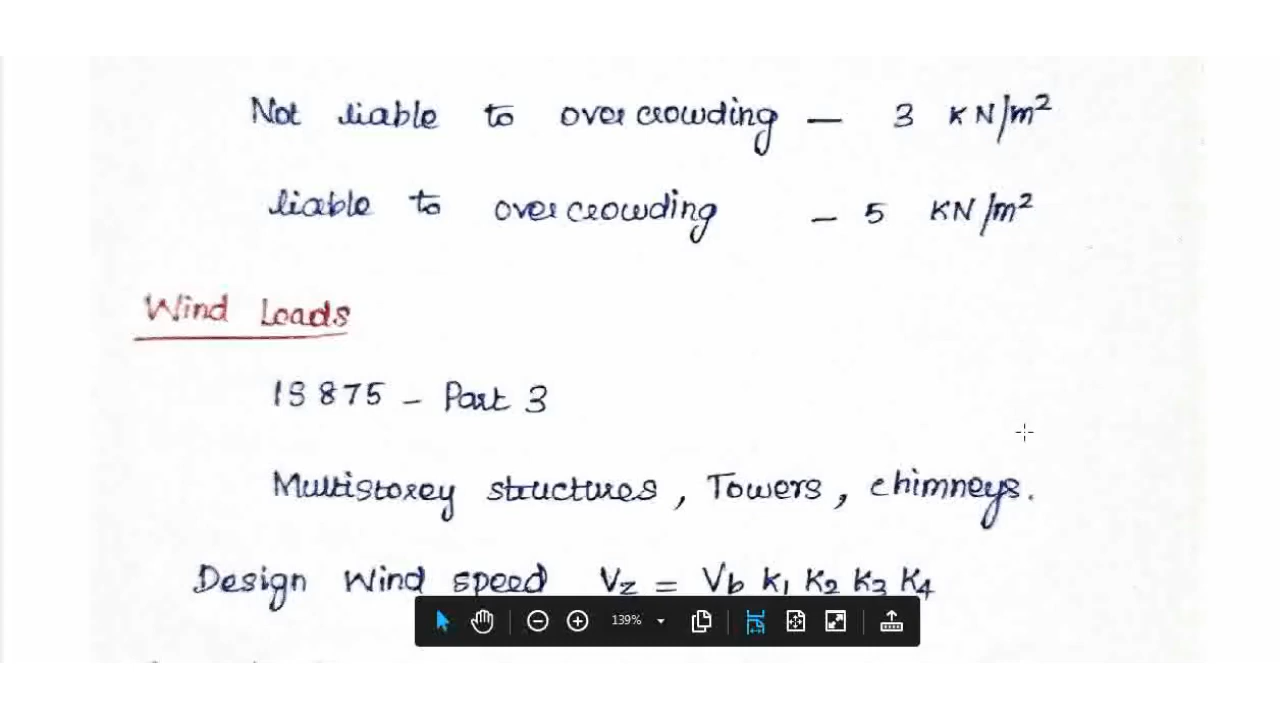 Not liable to overcrowding — 3 KN/m²
liable to overcrowding — 5 KN/m²
Wind Loads
IS 875 – Part 3
Multistorey structures, Towers, chimneys.
Design Wind speed Vz = Vb k1 K2 K3 K4
139%